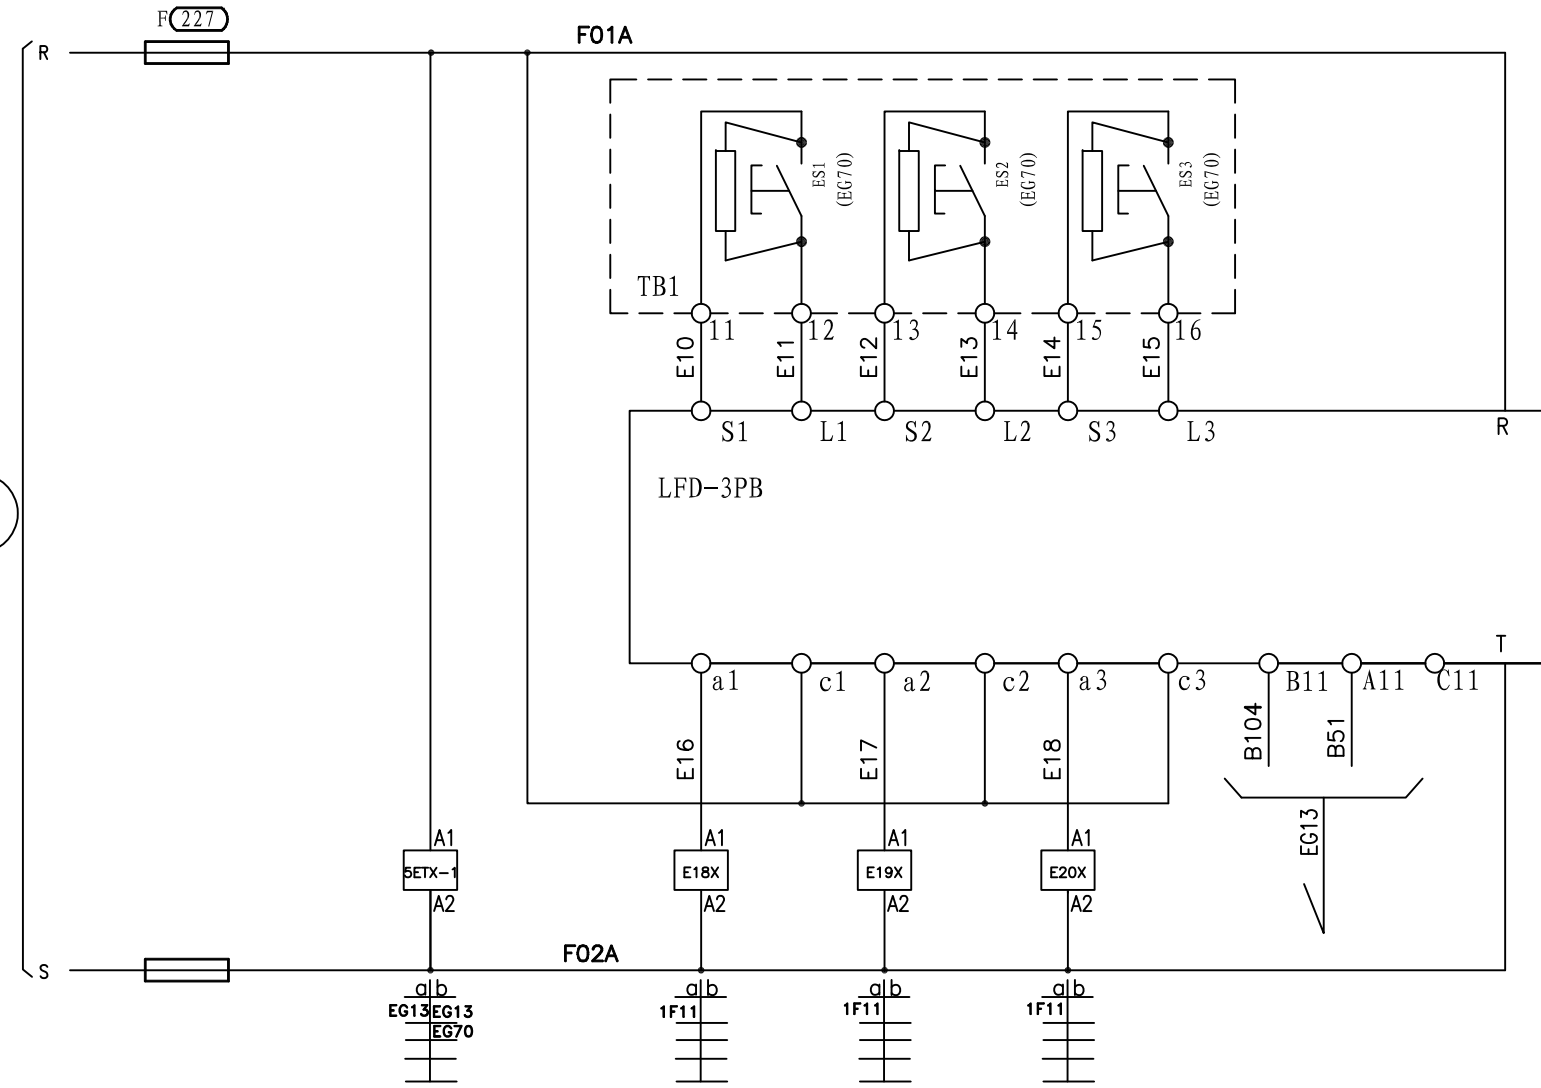 F 227
R
F01A
ES1
(EG70)
ES2
(EG70)
ES3
(EG70)
TB1
11
12
13
14
15
16
E10
E11
E12
E13
E14
E15
S1
L1
S2
L2
S3
L3
R
LFD-3PB
T
a1
c1
a2
c2
a3
c3
B11
A11
C11
E16
E17
E18
B104
B51
EG13
A1
A1
A1
A1
5ETX-1
E18X
E19X
E20X
A2
A2
A2
A2
S
F02A
a b
a b
a b
a b
EG13 EG13
1F11
1F11
1F11
EG70